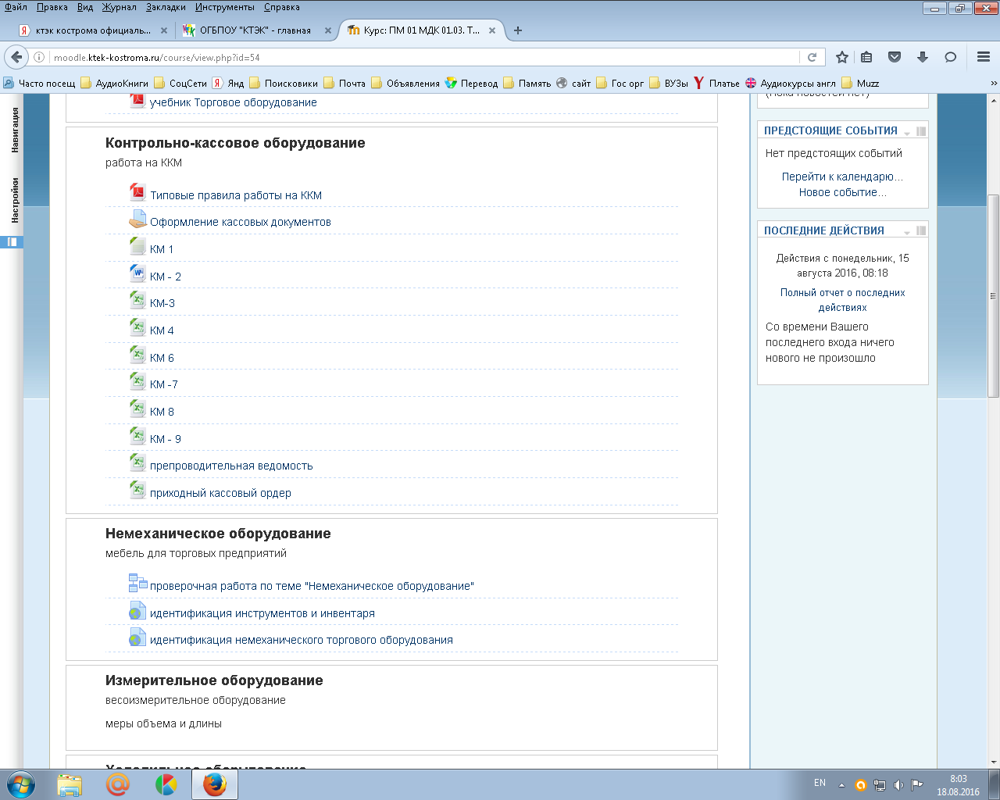 Файл Правка Вид Журнал Закладки Инструменты Справка
ктэк кострома официаль...
ОГБПОУ "КТЭК" - главная
Курс: ПМ 01 МДК 01.03. Т...
moodle.ktek-kostroma.ru/course/view.php?id=54
Часто посещ АудиоКниги СоцСети Янд Поисковики Почта Объявления Перевод Память сайт Гос орг ВУЗы Платье Аудиокурсы англ Muzz
Навигация
Настройки
учебник Торговое оборудование
Контрольно-кассовое оборудование
работа на ККМ
Типовые правила работы на ККМ
Оформление кассовых документов
КМ 1
КМ - 2
КМ-3
КМ 4
КМ 6
КМ -7
КМ 8
КМ - 9
препроводительная ведомость
приходный кассовый ордер
Немеханическое оборудование
мебель для торговых предприятий
проверочная работа по теме "Немеханическое оборудование"
идентификация инструментов и инвентаря
идентификация немеханического торгового оборудования
Измерительное оборудование
весоизмерительное оборудование
меры объема и длины
Холодильное оборудование
(Пока новостей нет)
ПРЕДСТОЯЩИЕ СОБЫТИЯ
Нет предстоящих событий
Перейти к календарю...
Новое событие...
ПОСЛЕДНИЕ ДЕЙСТВИЯ
Действия с понедельник, 15
августа 2016, 08:18
Полный отчет о последних
действиях
Со времени Вашего
последнего входа ничего
нового не произошло
EN
8:03
18.08.2016